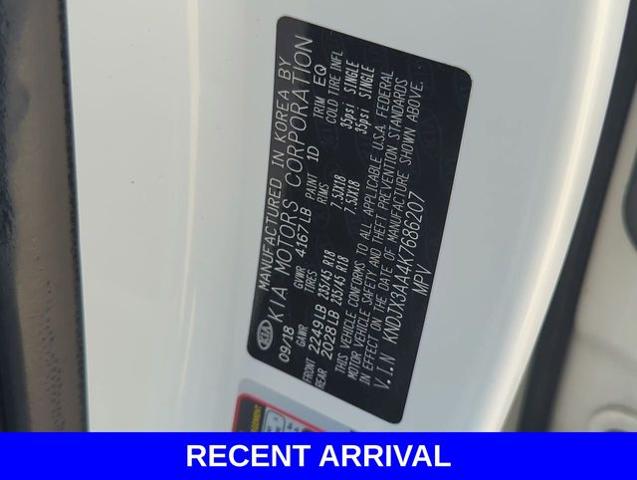 MANUFACTURED IN KOREA BY
KIA MOTORS CORPORATION
KIA
09/18 GVWR 4167LB PAINT 1D TRIM EQ
GAWR TIRES RIMS COLD TIRE INFL
FRONT 2249LB 235/45 R18 7.5JX18 35psi SINGLE
REAR 2028LB 235/45 R18 7.5JX18 35psi SINGLE
THIS VEHICLE CONFORMS TO ALL APPLICABLE U.S.A. FEDERAL
MOTOR VEHICLE SAFETY AND THEFT PREVENTION STANDARDS
IN EFFECT ON THE DATE OF MANUFACTURE SHOWN ABOVE.
V.I.N KNDJX3AA4K7686207
MPV
RECENT ARRIVAL